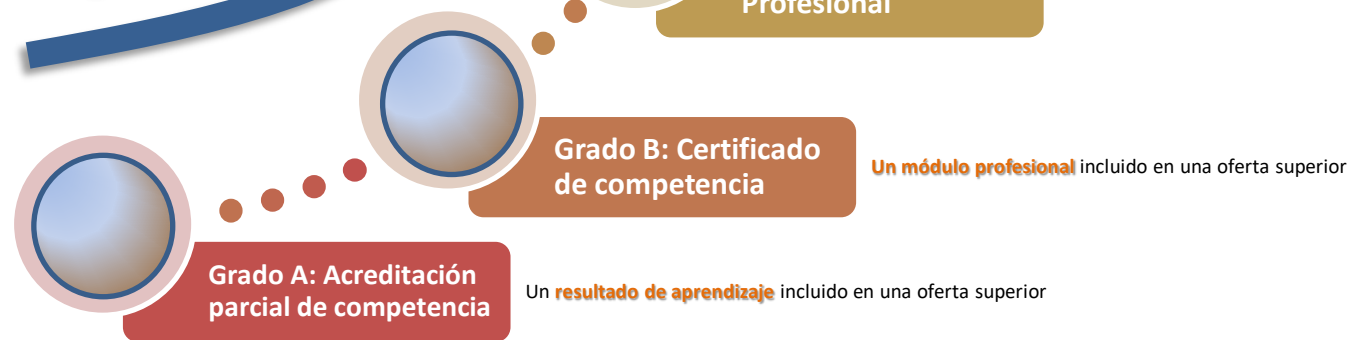 Profesional
Grado B: Certificado
de competencia
Un módulo profesional incluido en una oferta superior
Grado A: Acreditación
parcial de competencia
Un resultado de aprendizaje incluido en una oferta superior